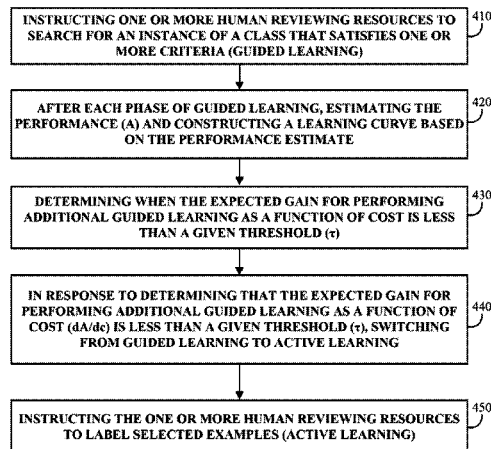 INSTRUCTING ONE OR MORE HUMAN REVIEWING RESOURCES TO
SEARCH FOR AN INSTANCE OF A CLASS THAT SATISFIES ONE OR
MORE CRITERIA (GUIDED LEARNING)
410
AFTER EACH PHASE OF GUIDED LEARNING, ESTIMATING THE
PERFORMANCE (A) AND CONSTRUCTING A LEARNING CURVE BASED
ON THE PERFORMANCE ESTIMATE
420
DETERMINING WHEN THE EXPECTED GAIN FOR PERFORMING
ADDITIONAL GUIDED LEARNING AS A FUNCTION OF COST IS LESS
THAN A GIVEN THRESHOLD (τ)
430
IN RESPONSE TO DETERMINING THAT THE EXPECTED GAIN FOR
PERFORMING ADDITIONAL GUIDED LEARNING AS A FUNCTION OF
COST (dA/dc) IS LESS THAN A GIVEN THRESHOLD (τ), SWITCHING
FROM GUIDED LEARNING TO ACTIVE LEARNING
440
INSTRUCTING THE ONE OR MORE HUMAN REVIEWING RESOURCES
TO LABEL SELECTED EXAMPLES (ACTIVE LEARNING)
450